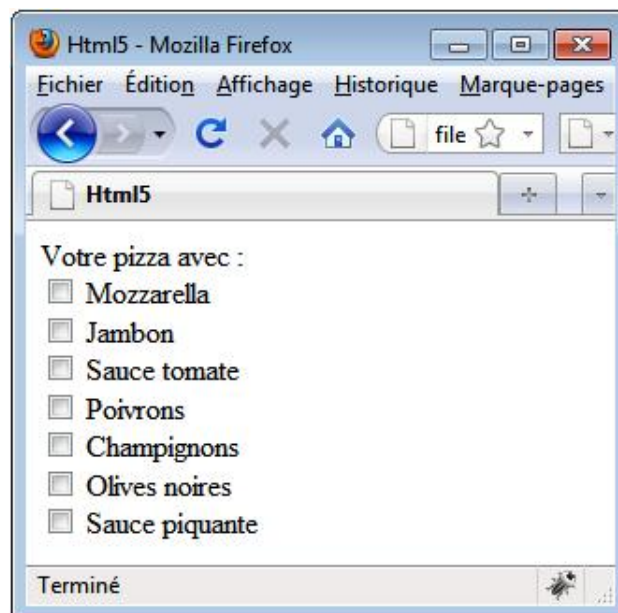 Html5 - Mozilla Firefox
Fichier Édition Affichage Historique Marque-pages
file
Html5
Votre pizza avec :
Mozzarella
Jambon
Sauce tomate
Poivrons
Champignons
Olives noires
Sauce piquante
Terminé